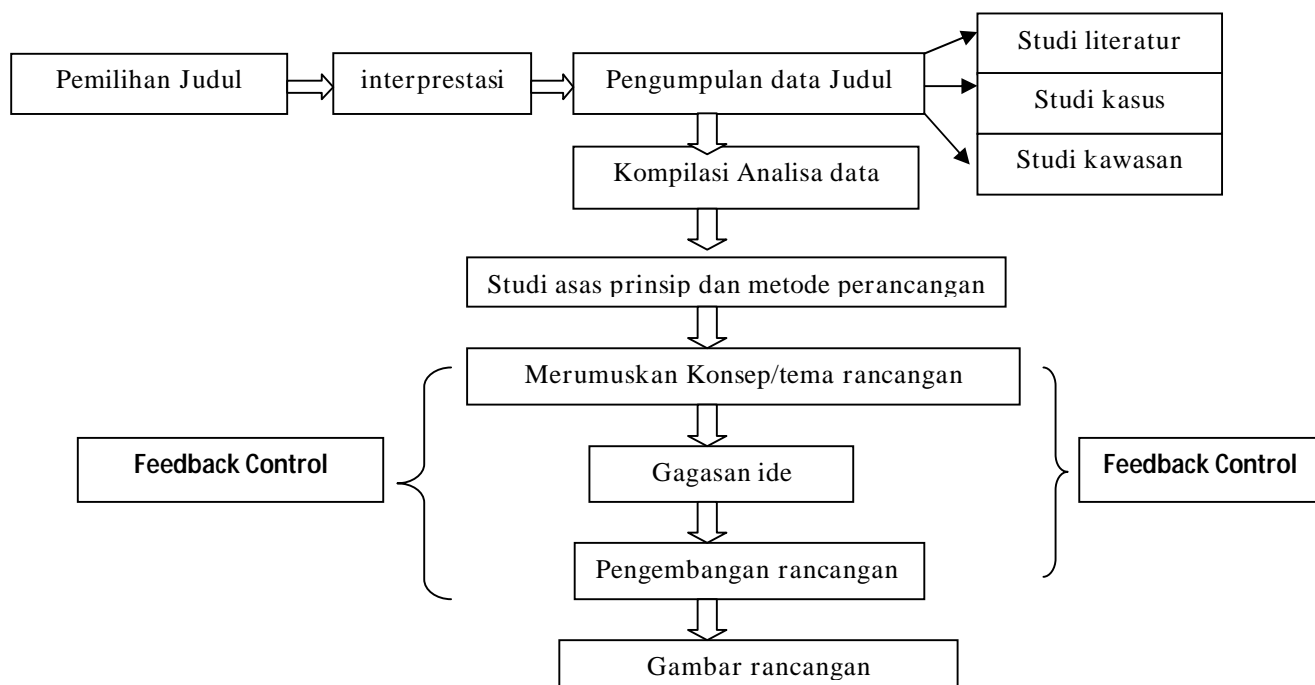 Pemilihan Judul
interprestasi
Pengumpulan data Judul
Studi literatur
Studi kasus
Studi kawasan
Kompilasi Analisa data
Studi asas prinsip dan metode perancangan
Merumuskan Konsep/tema rancangan
Feedback Control
Gagasan ide
Feedback Control
Pengembangan rancangan
Gambar rancangan